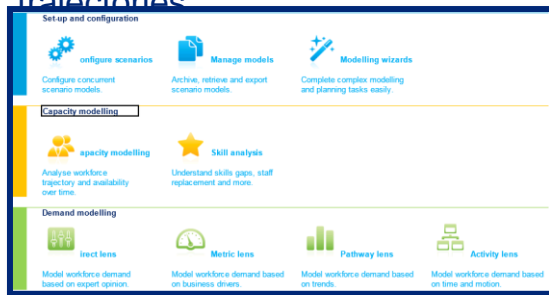 Trajectories
Set-up and configuration
onfigure scenarios
Manage models
Modelling wizards
Configure concurrent
scenario models.
Archive, retrieve and export
scenario models.
Complete complex modelling
and planning tasks easily.
Capacity modelling
apacity modelling
Skill analysis
Analyse workforce
trajectory and availability
over time.
Understand skills gaps, staff
replacement and more.
Demand modelling
irect lens
Metric lens
Pathway lens
Activity lens
Model workforce demand
based on expert opinion.
Model workforce demand based
on business drivers.
Model workforce demand based
on trends.
Model workforce demand based
on time and motion.